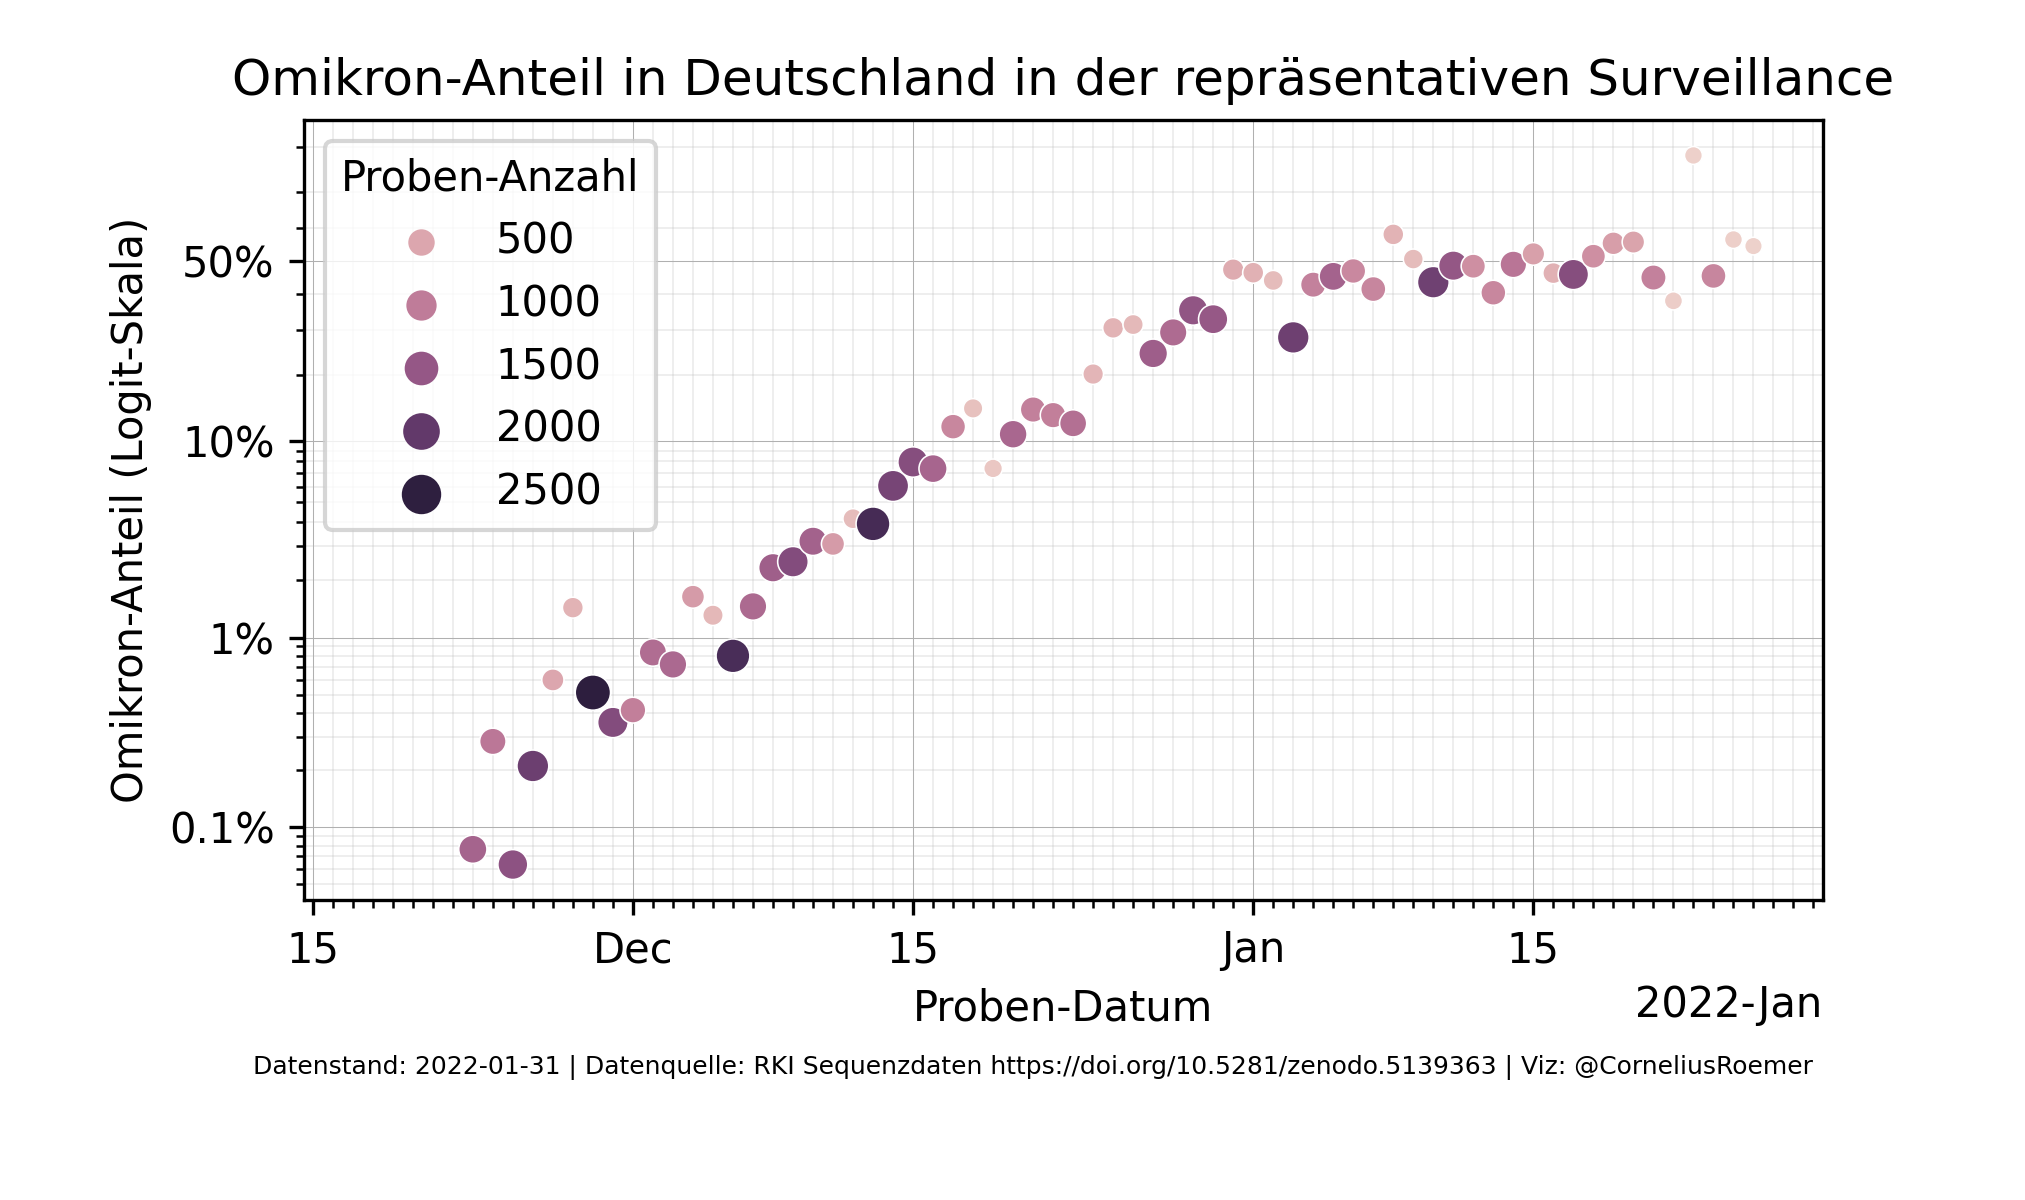 Omikron-Anteil in Deutschland in der repräsentativen Surveillance
Proben-Anzahl
500
1000
1500
2000
2500
Omikron-Anteil (Logit-Skala)
50%
10%
1%
0.1%
15
Dec
15
Jan
15
Proben-Datum
2022-Jan
Datenstand: 2022-01-31 | Datenquelle: RKI Sequenzdaten https://doi.org/10.5281/zenodo.5139363 | Viz: @CorneliusRoemer